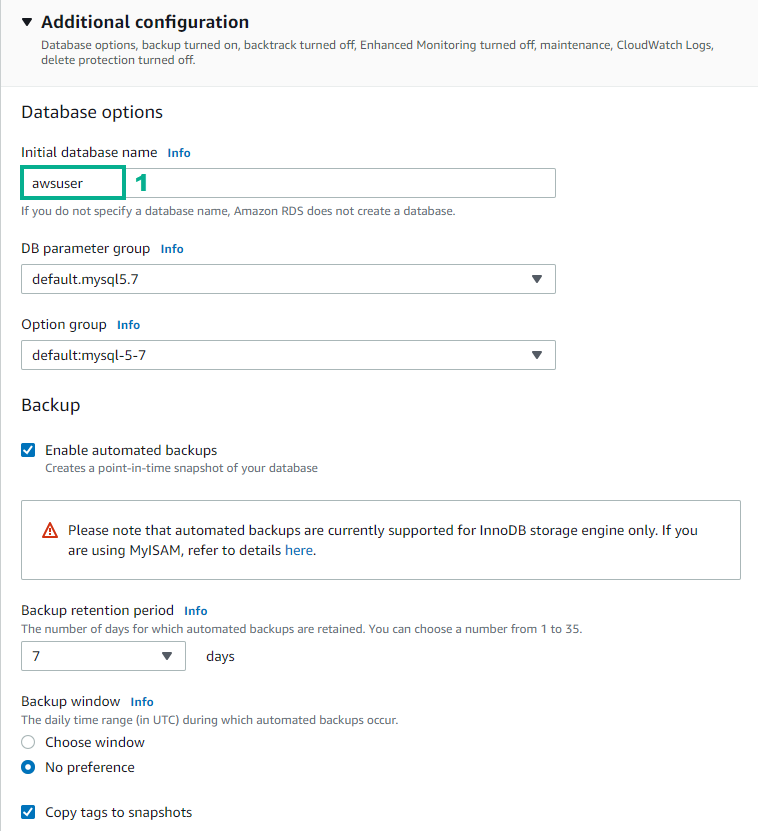 Additional configuration
Database options, backup turned on, backtrack turned off, Enhanced Monitoring turned off, maintenance, CloudWatch Logs,
delete protection turned off.
Database options
Initial database name Info
awsuser 1
If you do not specify a database name, Amazon RDS does not create a database.
DB parameter group Info
default.mysql5.7
Option group Info
default:mysql-5-7
Backup
Enable automated backups
Creates a point-in-time snapshot of your database
Please note that automated backups are currently supported for InnoDB storage engine only. If you
are using MyISAM, refer to details here.
Backup retention period Info
The number of days for which automated backups are retained. You can choose a number from 1 to 35.
7 days
Backup window Info
The daily time range (in UTC) during which automated backups occur.
Choose window
No preference
Copy tags to snapshots